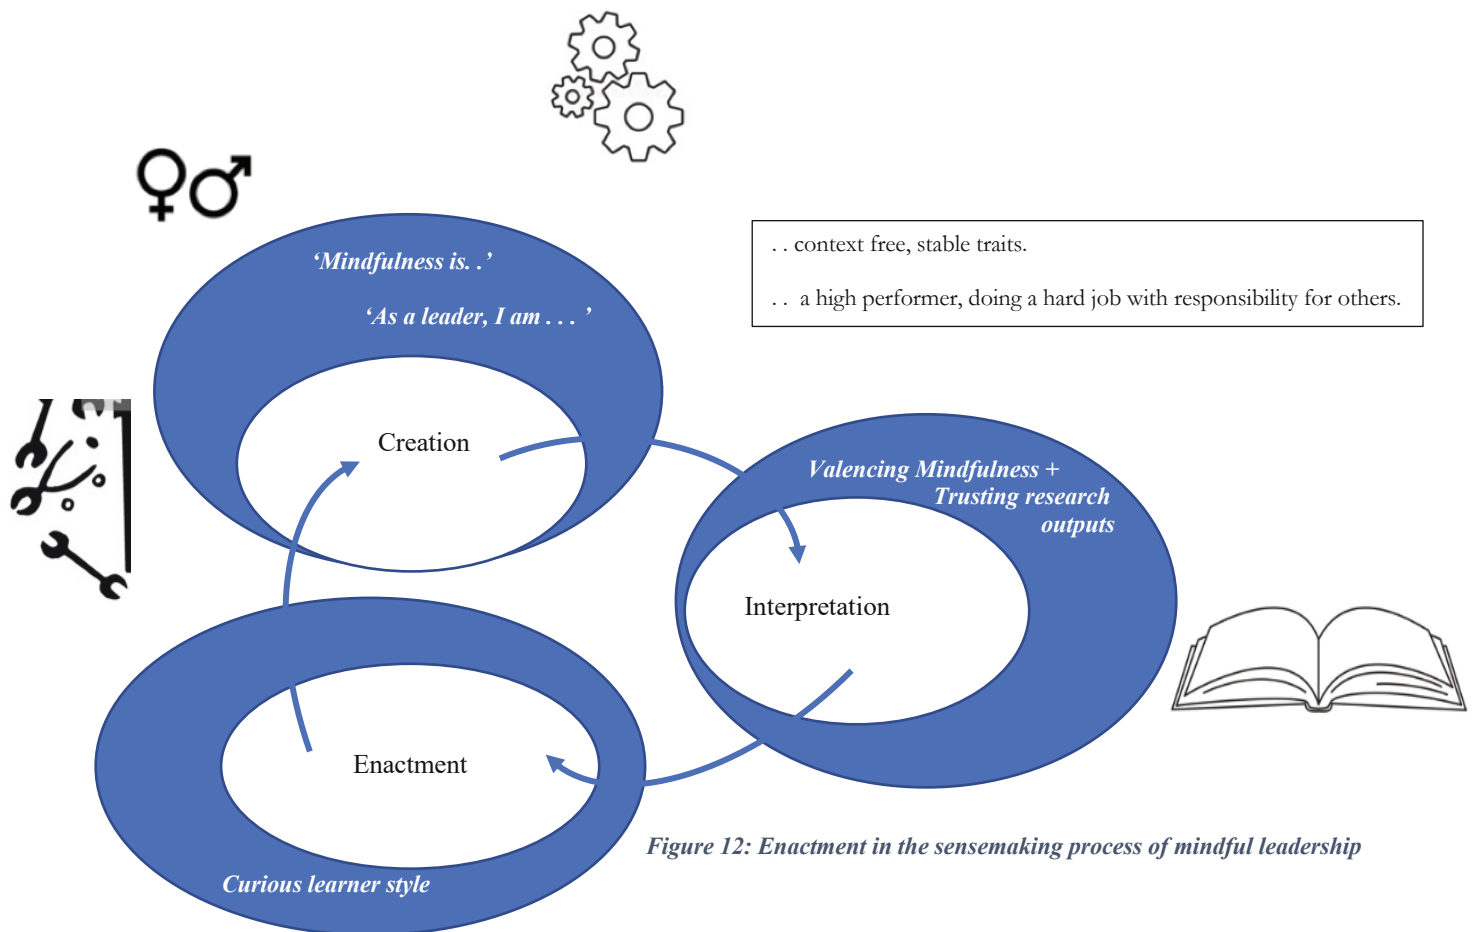 ‘Mindfulness is. .’
‘As a leader, I am . . . ’
. . context free, stable traits.
. .  a high performer, doing a hard job with responsibility for others.
Creation
Valencing Mindfulness +
Trusting research
outputs
Interpretation
Enactment
Curious learner style
Figure 12: Enactment in the sensemaking process of mindful leadership